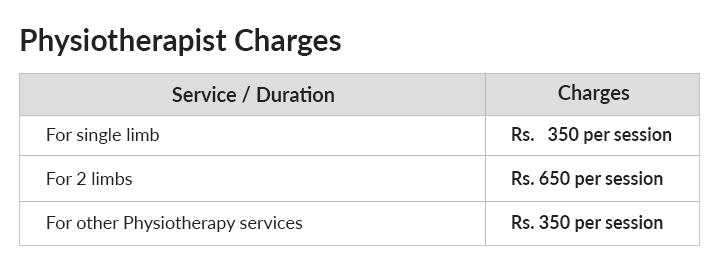 Physiotherapist Charges
Service / Duration Charges
For single limb Rs. 350 per session
For 2 limbs Rs. 650 per session
For other Physiotherapy services Rs. 350 per session